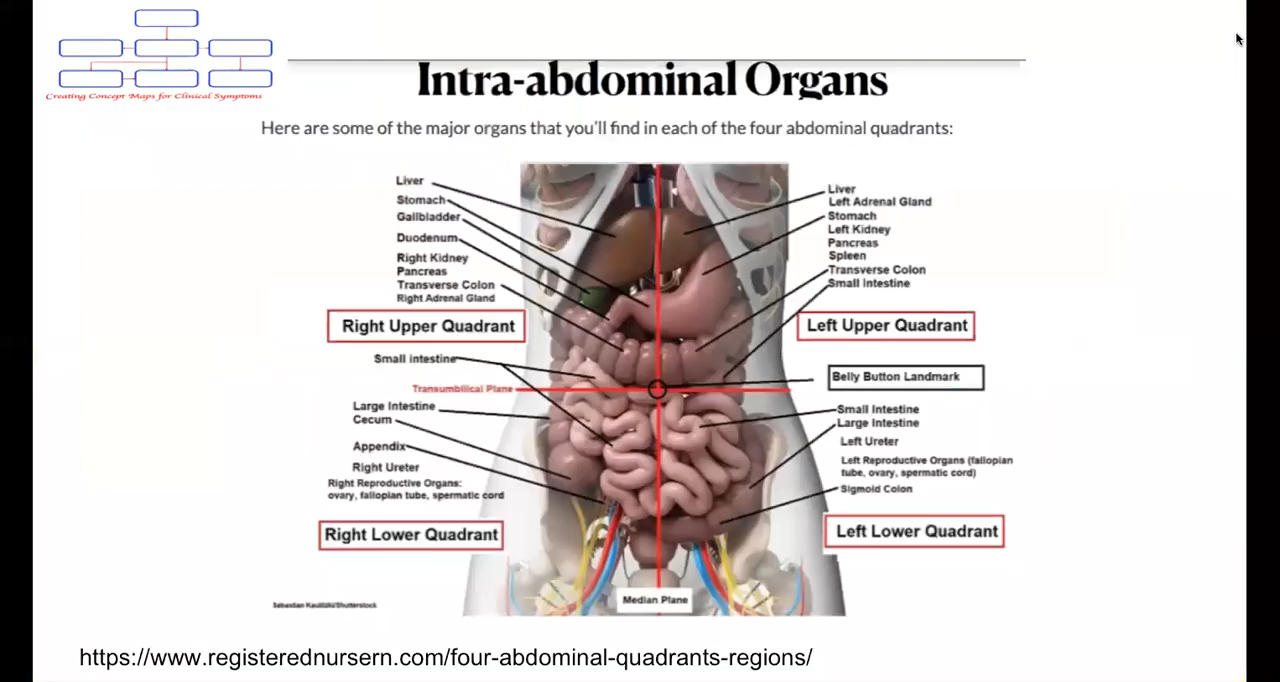 Creating Concept Maps for Clinical Symptoms
Intra-abdominal Organs
Here are some of the major organs that you'll find in each of the four abdominal quadrants:
Liver
Stomach
Gallbladder
Duodenum
Right Kidney
Pancreas
Transverse Colon
Right Adrenal Gland
Right Upper Quadrant
Small intestine
Transumbilical Plane
Large Intestine
Cecum
Appendix
Right Ureter
Right Reproductive Organs:
ovary, fallopian tube, spermatic cord
Right Lower Quadrant
Liver
Left Adrenal Gland
Stomach
Left Kidney
Pancreas
Spleen
Transverse Colon
Small Intestine
Left Upper Quadrant
Belly Button Landmark
Small Intestine
Large Intestine
Left Ureter
Left Reproductive Organs (fallopian
tube, ovary, spermatic cord)
Sigmoid Colon
Left Lower Quadrant
Median Plane
Sebastian Kaulitzki/Shutterstock
https://www.registerednursern.com/four-abdominal-quadrants-regions/